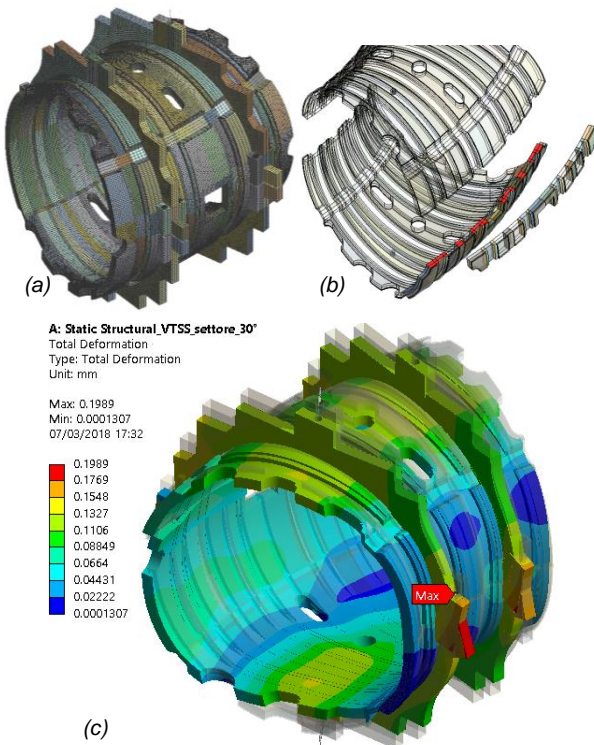 (a)
(b)
A: Static Structural_VTSS_settore_30°
Total Deformation
Type: Total Deformation
Unit: mm
Max: 0.1989
Min: 0.0001307
07/03/2018 17:32
0.1989
0.1769
0.1548
0.1327
0.1106
0.08849
0.0664
0.04431
0.02222
0.0001307
Max
(c)